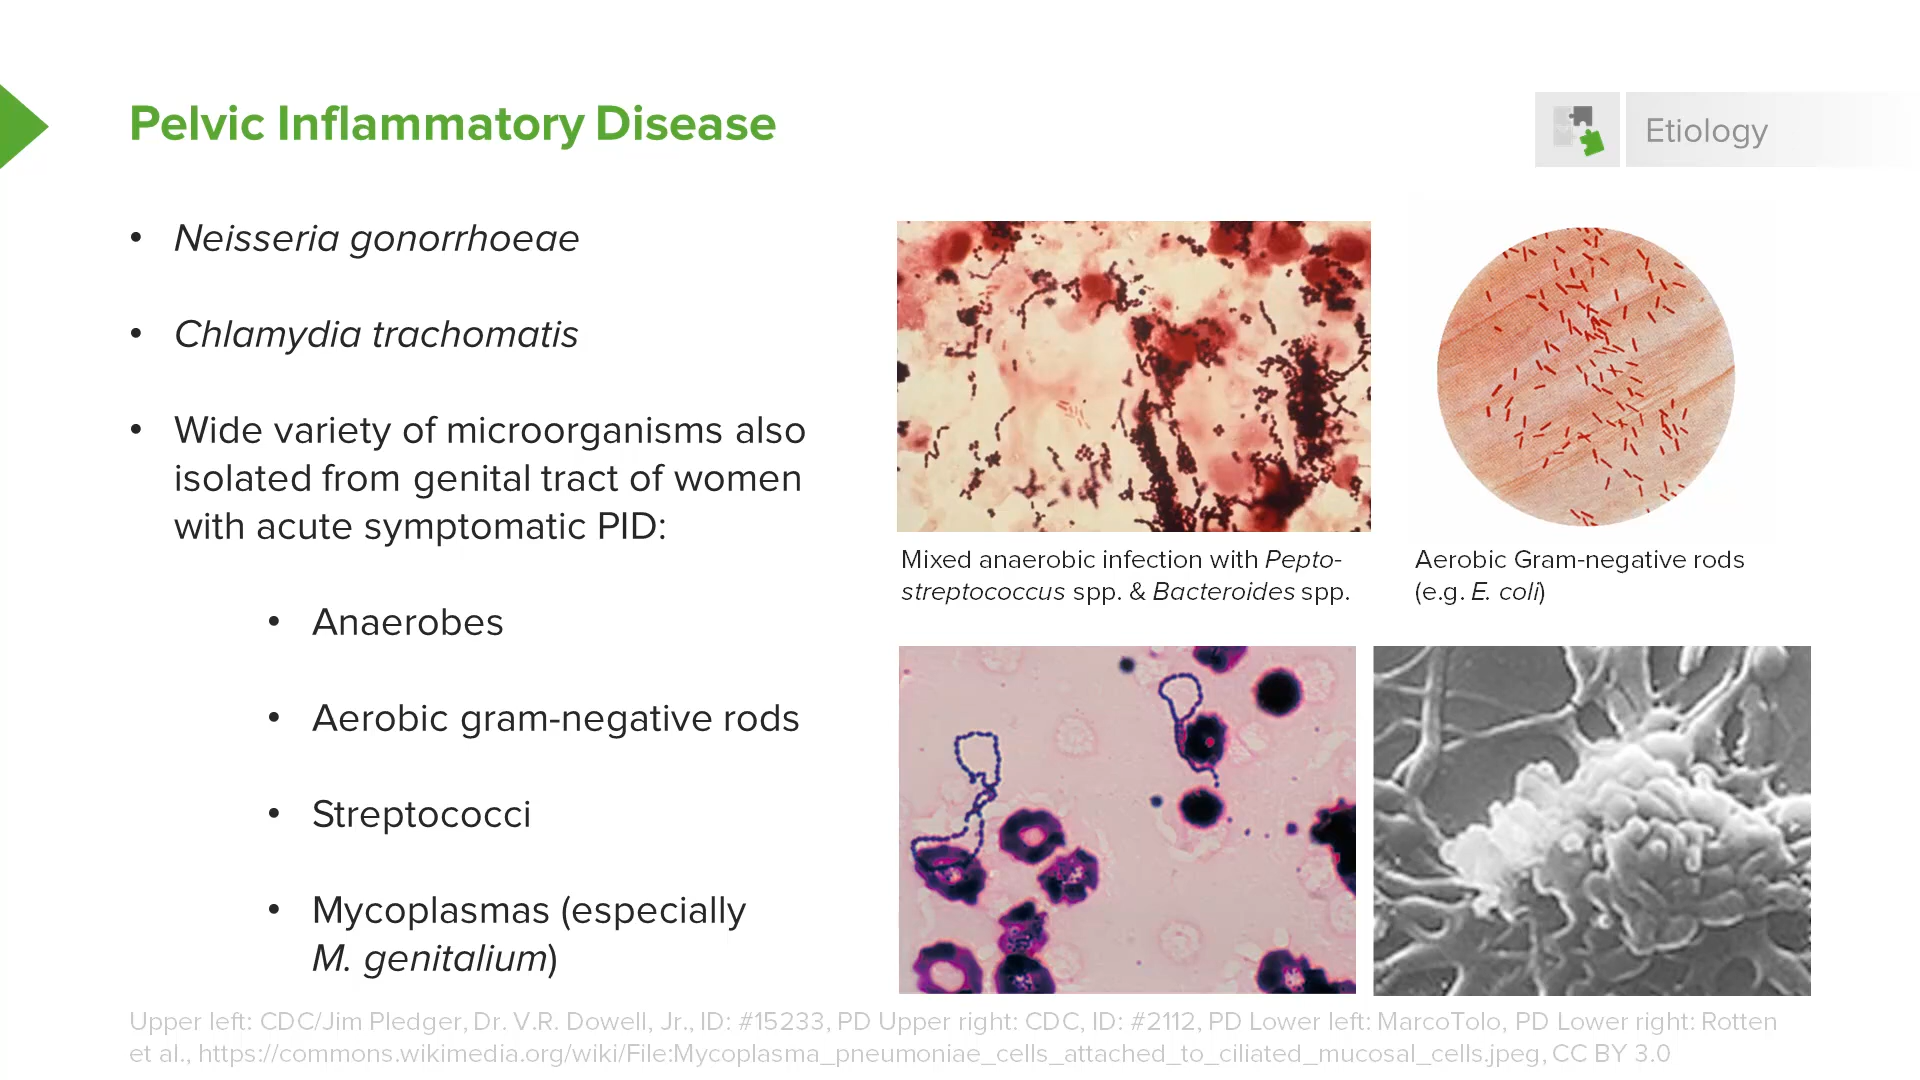 Pelvic Inflammatory Disease
Etiology
• Neisseria gonorrhoeae
• Chlamydia trachomatis
• Wide variety of microorganisms also
isolated from genital tract of women
with acute symptomatic PID:
• Anaerobes
• Aerobic gram-negative rods
• Streptococci
• Mycoplasmas (especially
M. genitalium)
Mixed anaerobic infection with Pepto-
streptococcus spp. & Bacteroides spp.
Aerobic Gram-negative rods
(e.g. E. coli)
Upper left: CDC/Jim Pledger, Dr. V.R. Dowell, Jr., ID: #15233, PD Upper right: CDC, ID: #2112, PD Lower left: MarcoTolo, PD Lower right: Rotten
et al., https://commons.wikimedia.org/wiki/File:Mycoplasma_pneumoniae_cells_attached_to_ciliated_mucosal_cells.jpeg, CC BY 3.0